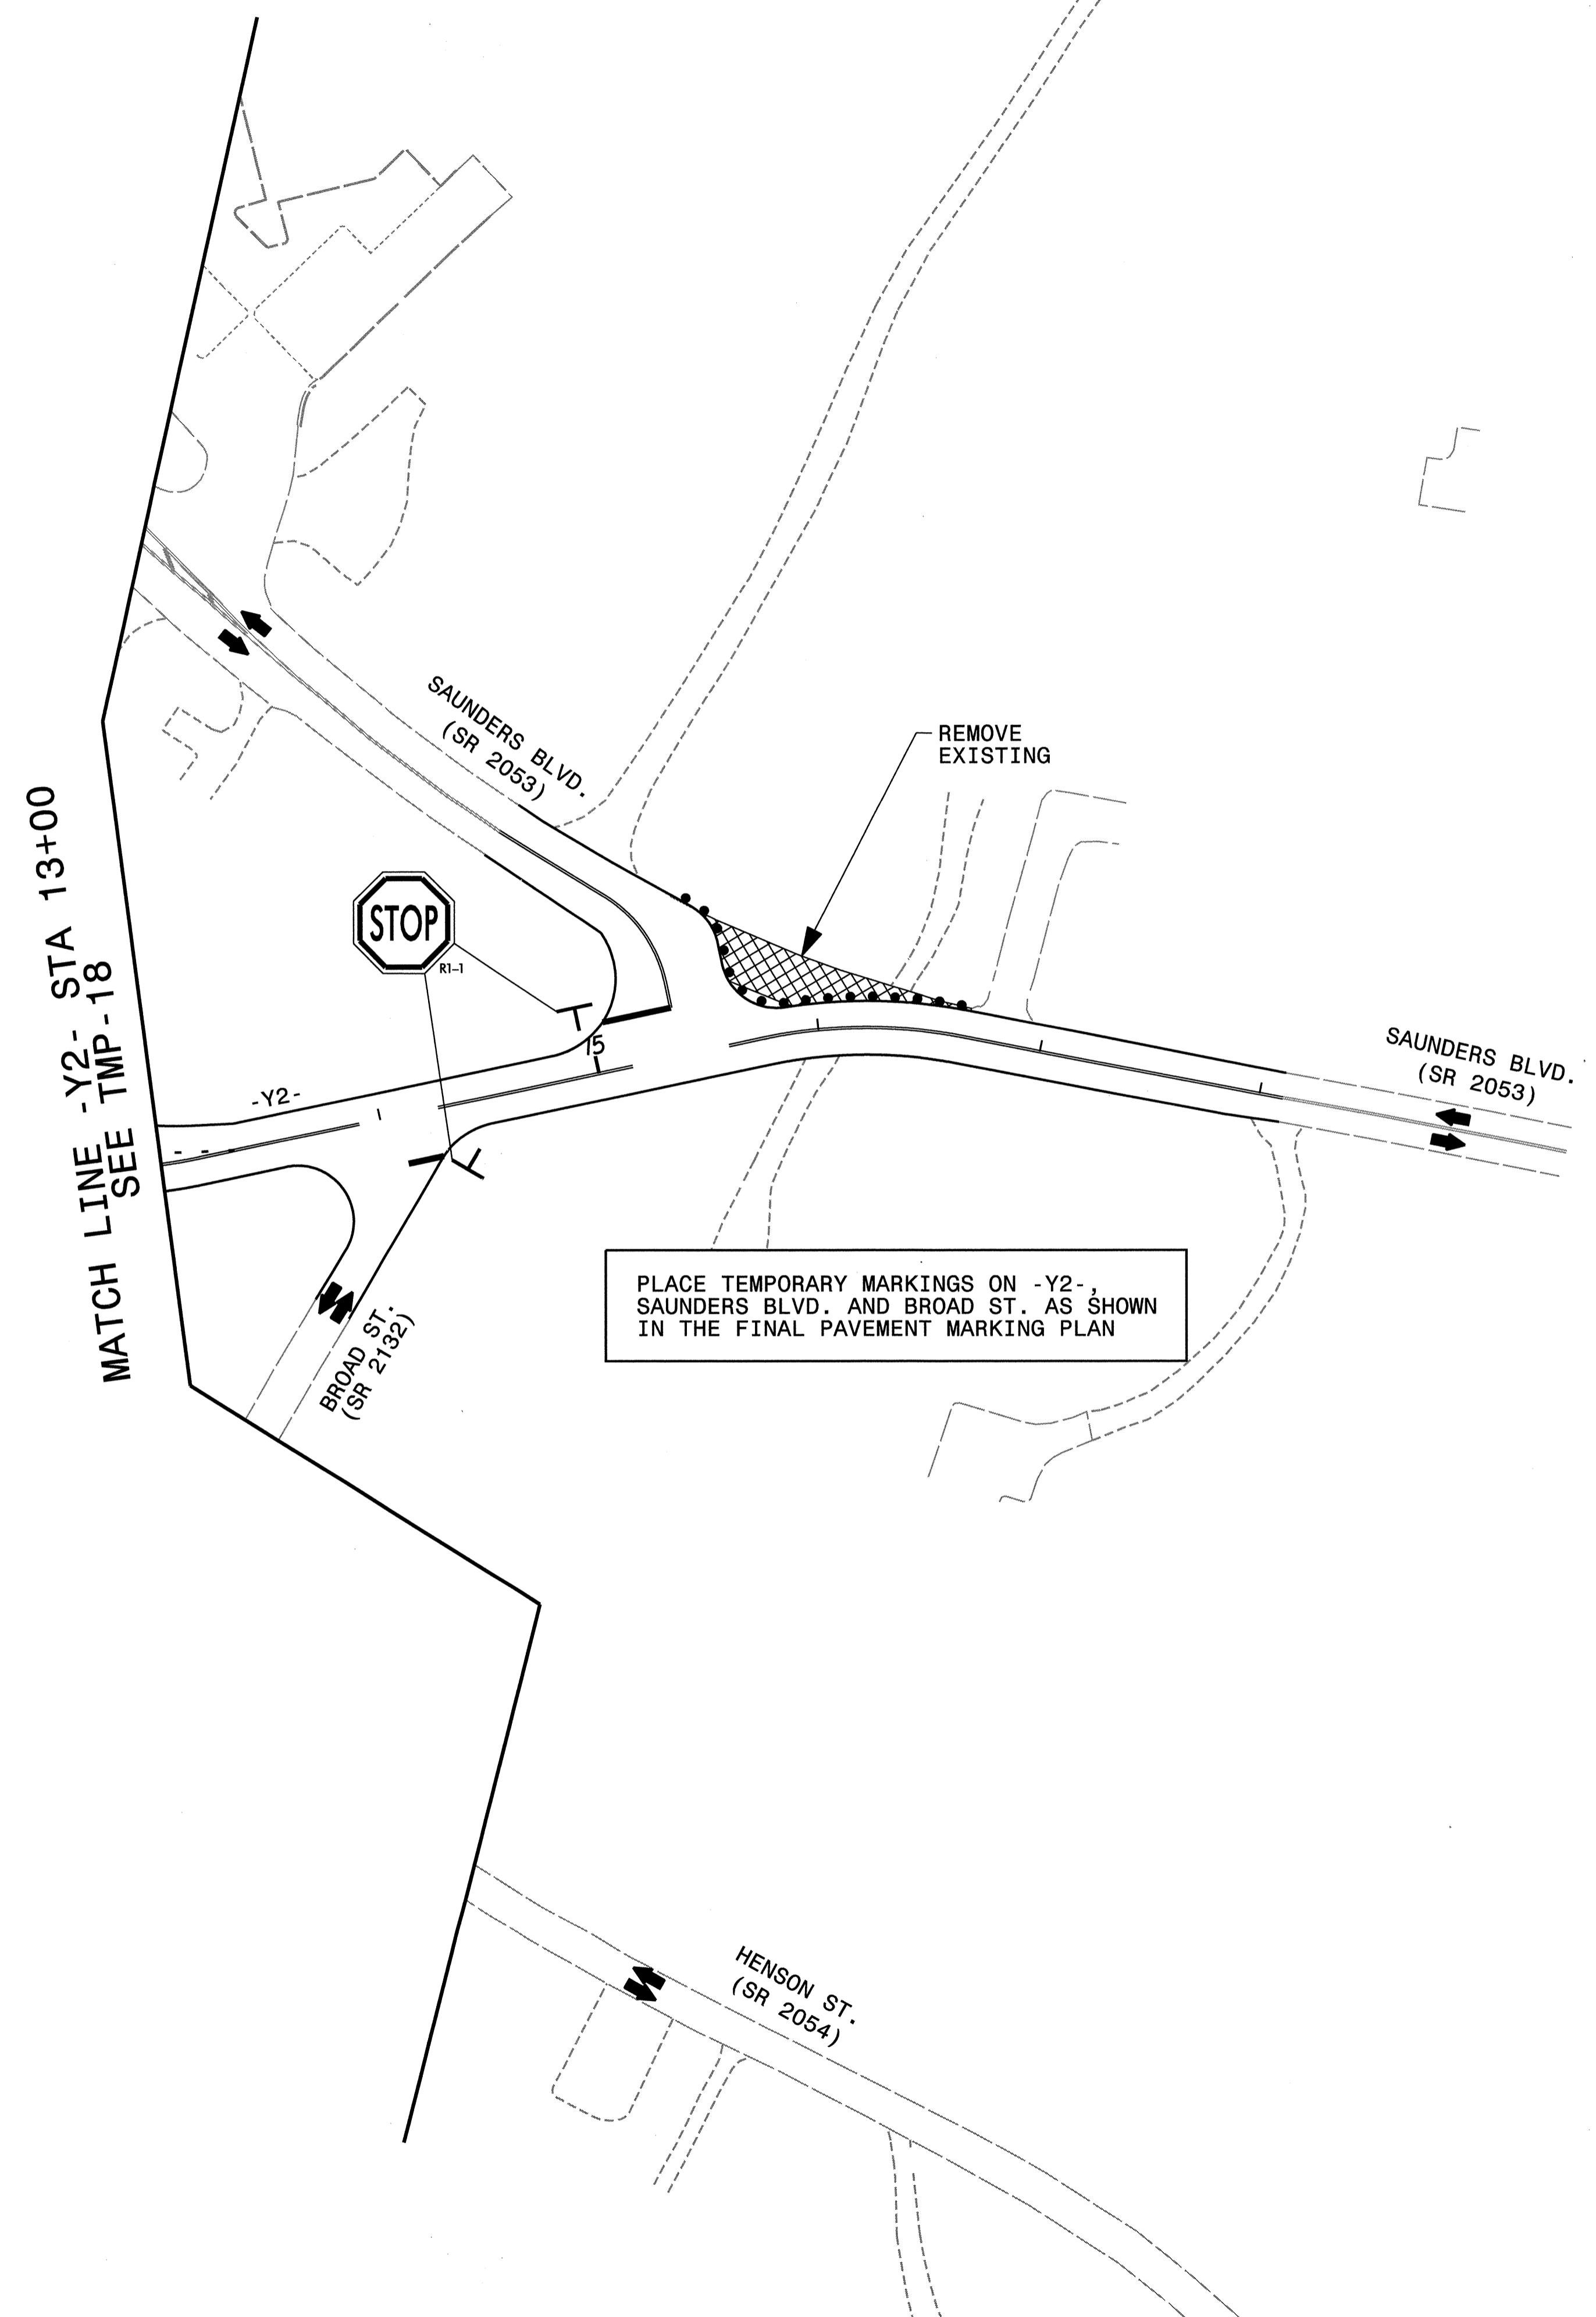 SAUNDERS BLVD.
(SR 2053)
REMOVE
EXISTING
MATCH LINE -Y2- STA 13+00
SEE TMP-18
STOP
R1-1
15
-Y2-
SAUNDERS BLVD.
(SR 2053)
PLACE TEMPORARY MARKINGS ON -Y2-,
SAUNDERS BLVD. AND BROAD ST. AS SHOWN
IN THE FINAL PAVEMENT MARKING PLAN
BROAD ST.
(SR 2132)
HENSON ST.
(SR 2054)